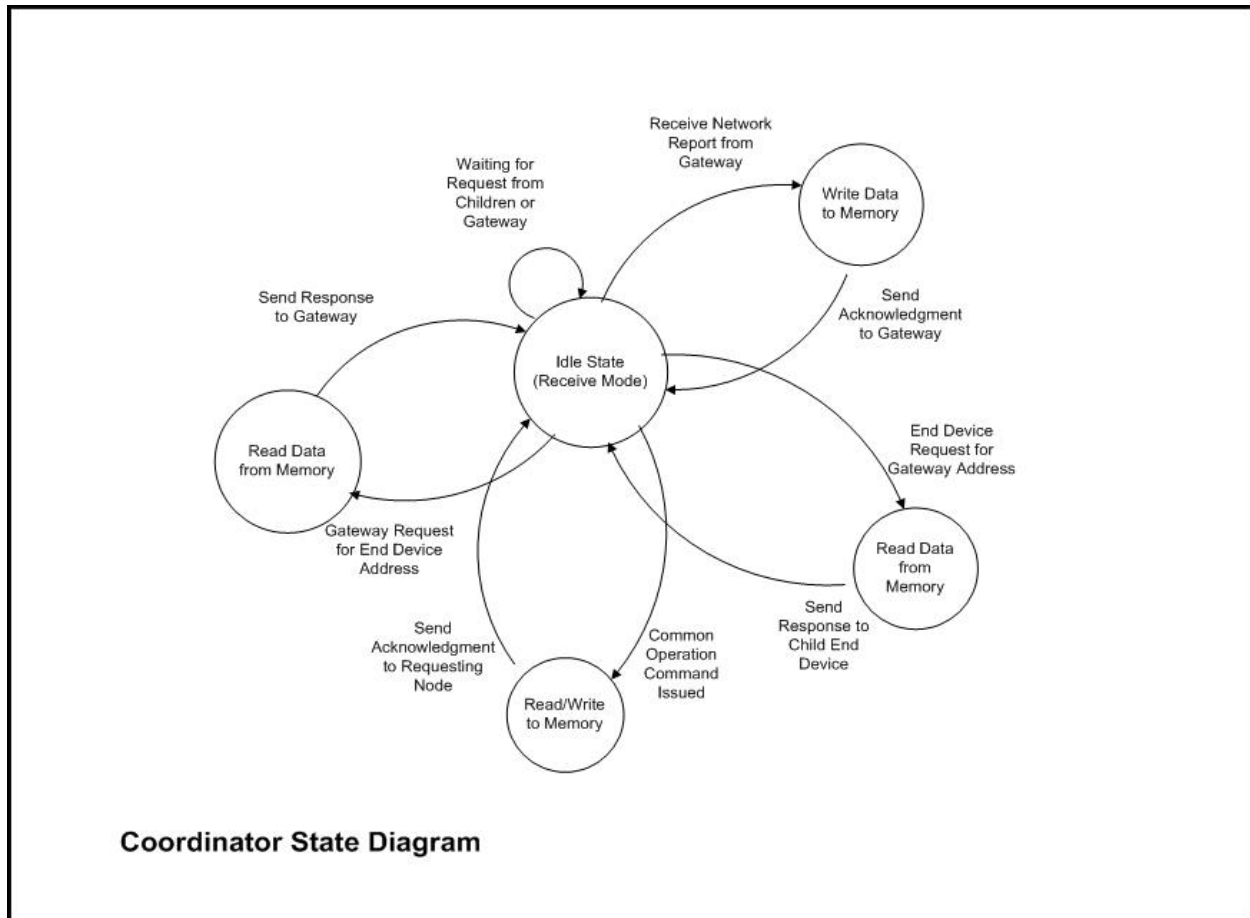 Receive Network
Report from
Gateway
Waiting for
Request from
Children or
Gateway
Write Data
to Memory
Send Response
to Gateway
Send
Acknowledgment
to Gateway
Idle State
(Receive Mode)
Read Data
from Memory
End Device
Request for
Gateway Address
Gateway Request
for End Device
Address
Read Data
from
Memory
Send
Acknowledgment
to Requesting
Node
Common
Operation
Command
Issued
Send
Response to
Child End
Device
Read/Write
to Memory
Coordinator State Diagram